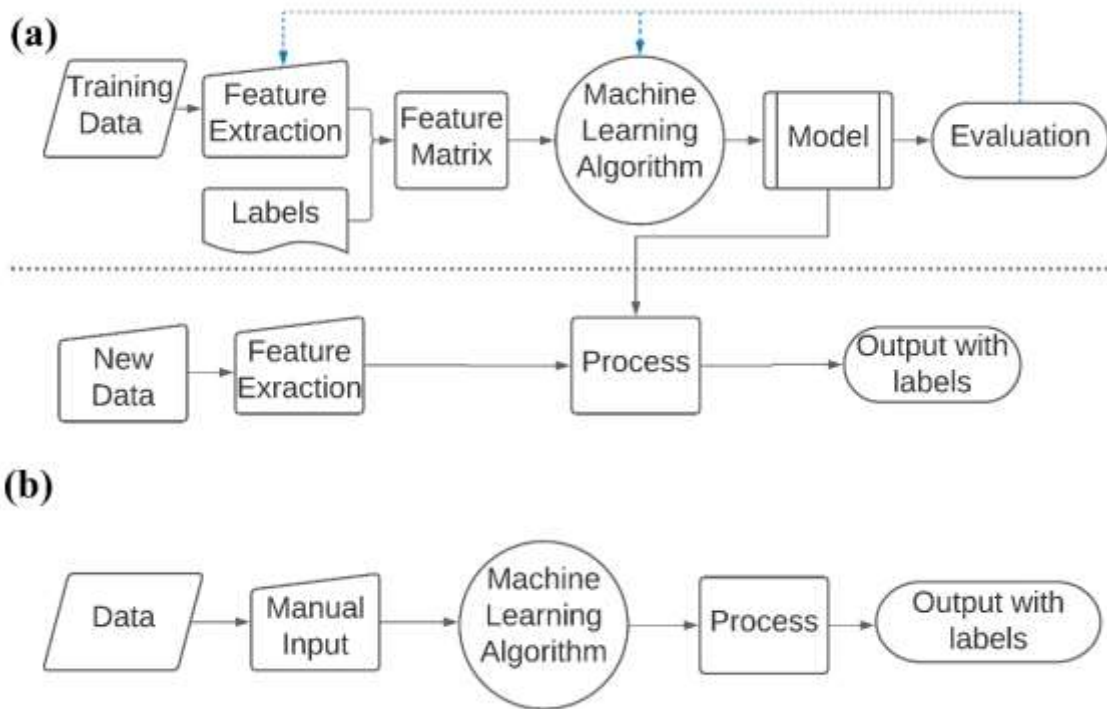 (a)
Training
Data
Feature
Extraction
Labels
Feature
Matrix
Machine
Learning
Algorithm
Model
Evaluation
New
Data
Feature
Exraction
Process
Output with
labels
(b)
Data
Manual
Input
Machine
Learning
Algorithm
Process
Output with
labels